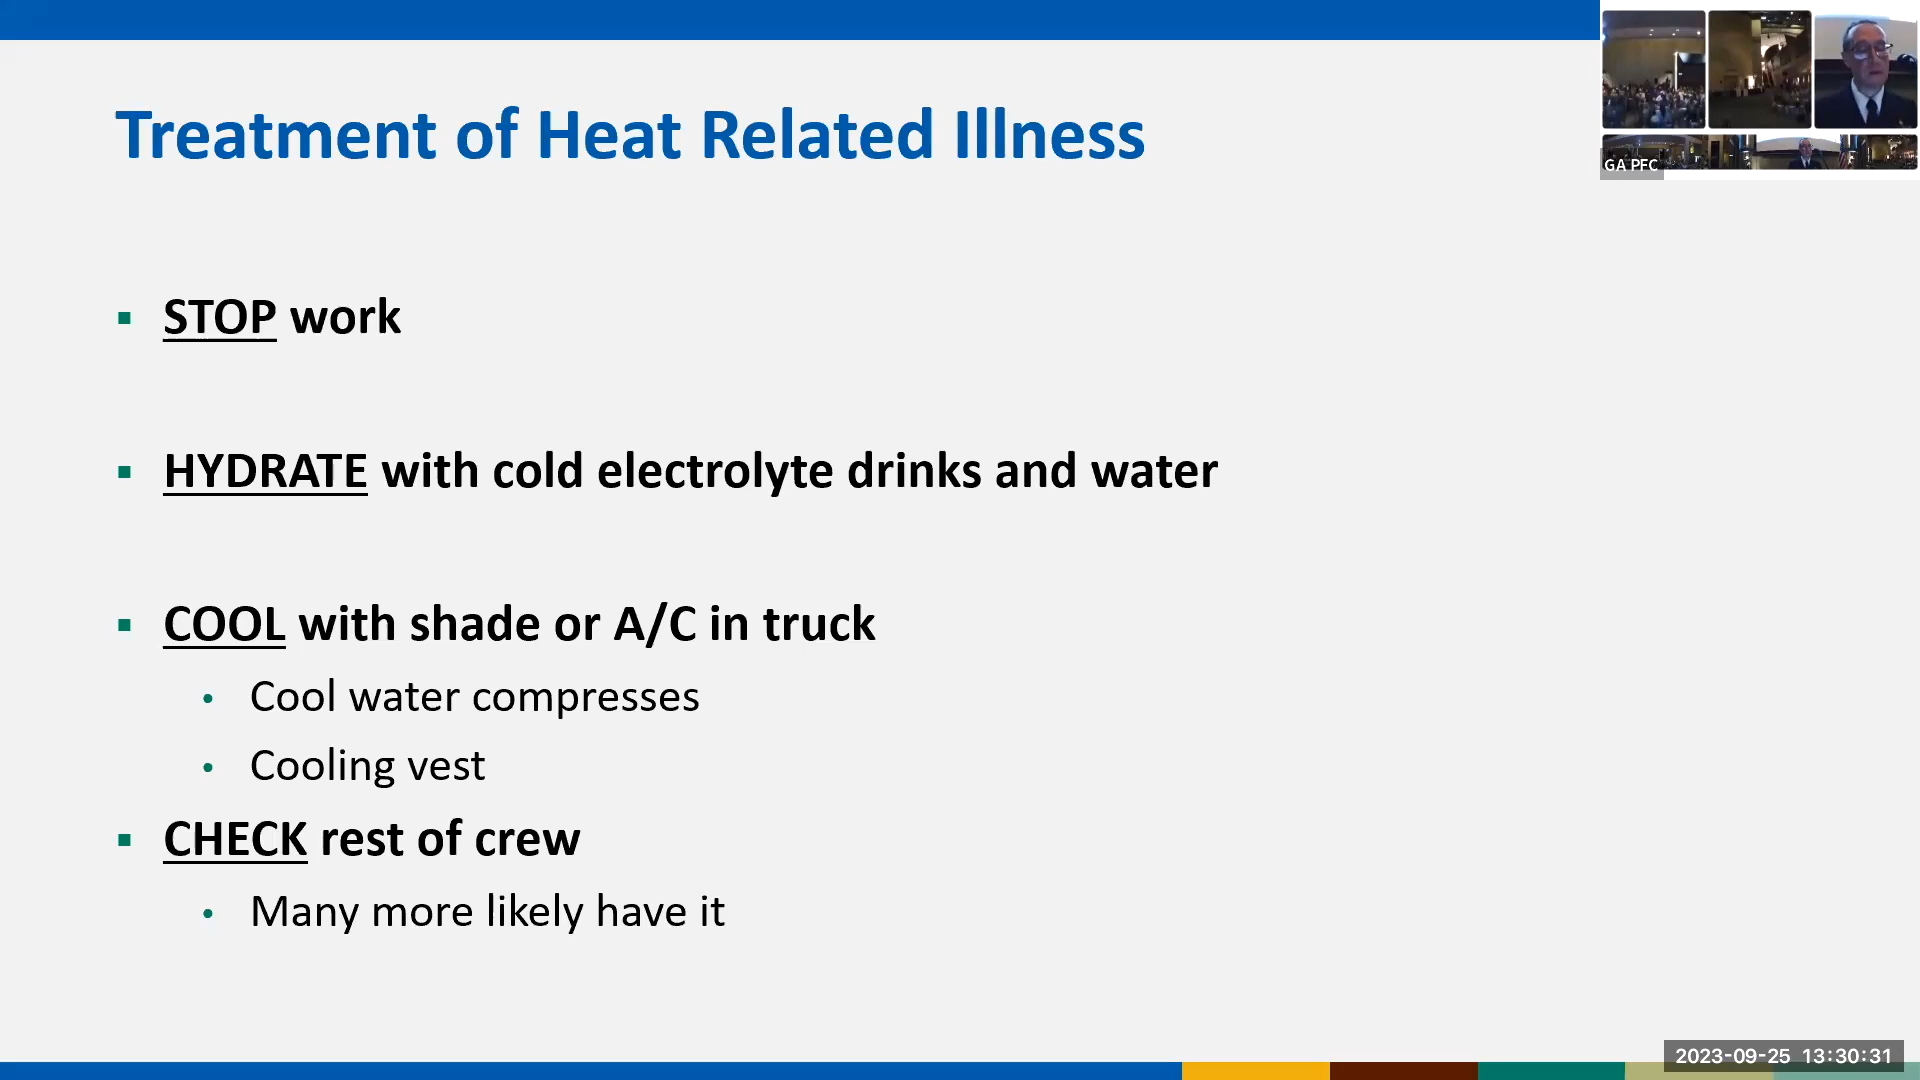 Treatment of Heat Related Illness
STOP work
HYDRATE with cold electrolyte drinks and water
COOL with shade or A/C in truck
Cool water compresses
Cooling vest
CHECK rest of crew
Many more likely have it
GA PFC
2023-09-25 13:30:31